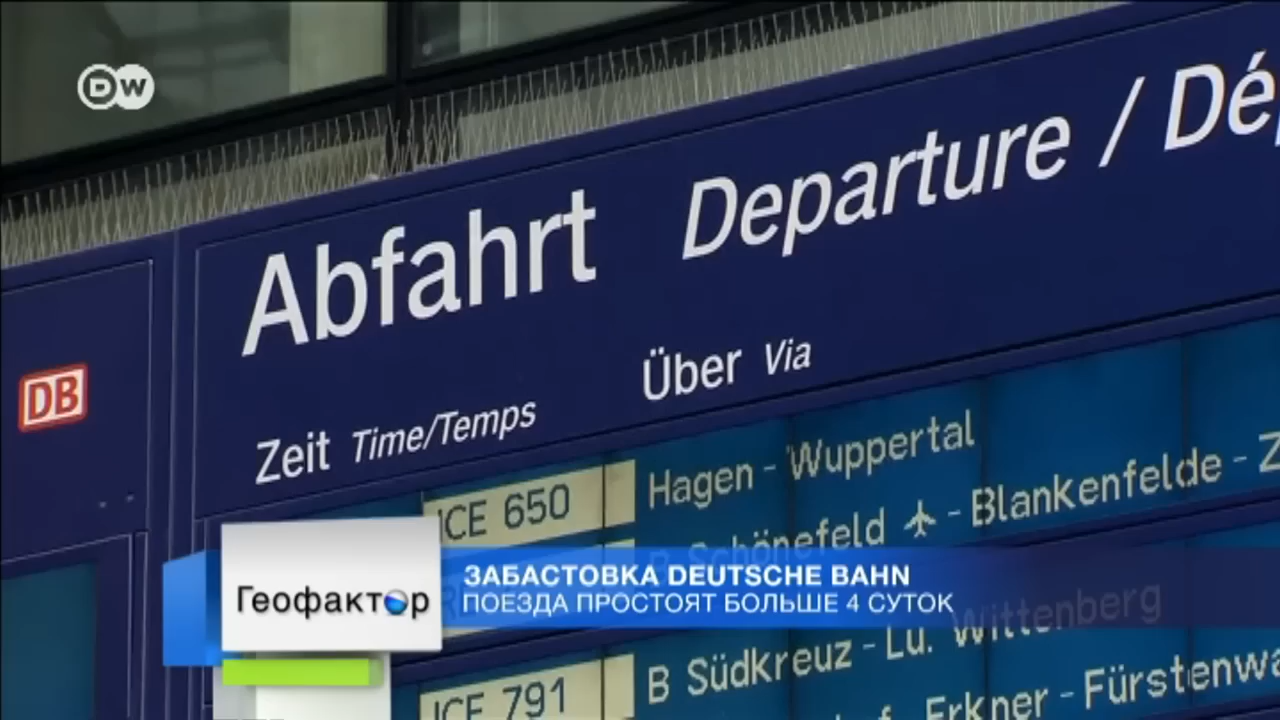 DW
Abfahrt Departure / Dé
DB
Zeit Time/Temps
Über Via
ICE 650
Hagen - Wuppertal
B Schönefeld - Blankenfelde - Z
B Südkreuz - Lu. Wittenberg
ICE 791
Erkner - Fürstenwa
Геофактор
ЗАБАСТОВКА DEUTSCHE BAHN
ПОЕЗДА ПРОСТОЯТ БОЛЬШЕ 4 СУТОК